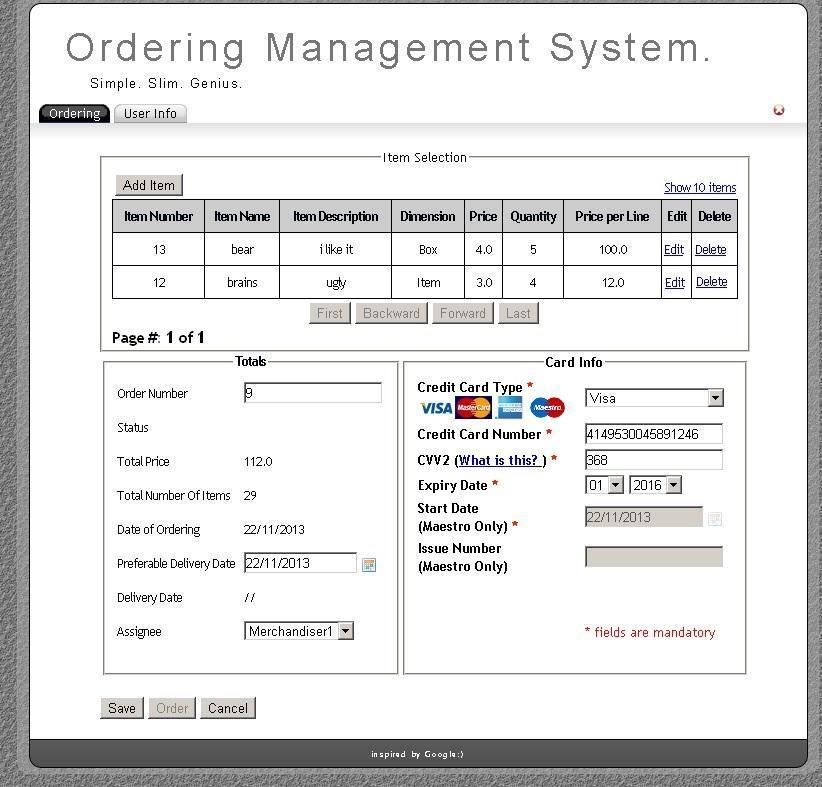 Ordering Management System.
Simple. Slim. Genius.
Ordering User Info
Item Selection
Add Item Show 10 items
Item Number Item Name Item Description Dimension Price Quantity Price per Line Edit Delete
13 bear i like it Box 4.0 5 100.0 Edit Delete
12 brains ugly Item 3.0 4 12.0 Edit Delete
First Backward Forward Last
Page #: 1 of 1
Totals
Order Number 9
Status
Total Price 112.0
Total Number Of Items 29
Date of Ordering 22/11/2013
Preferable Delivery Date 22/11/2013
Delivery Date //
Assignee Merchandiser1
Card Info
Credit Card Type * Visa
VISA MasterCard AMERICAN EXPRESS Maestro
Credit Card Number * 4149530045891246
CVV2 (What is this? ) * 368
Expiry Date * 01 2016
Start Date
(Maestro Only) * 22/11/2013
Issue Number
(Maestro Only)
* fields are mandatory
Save Order Cancel
inspired by Google:)